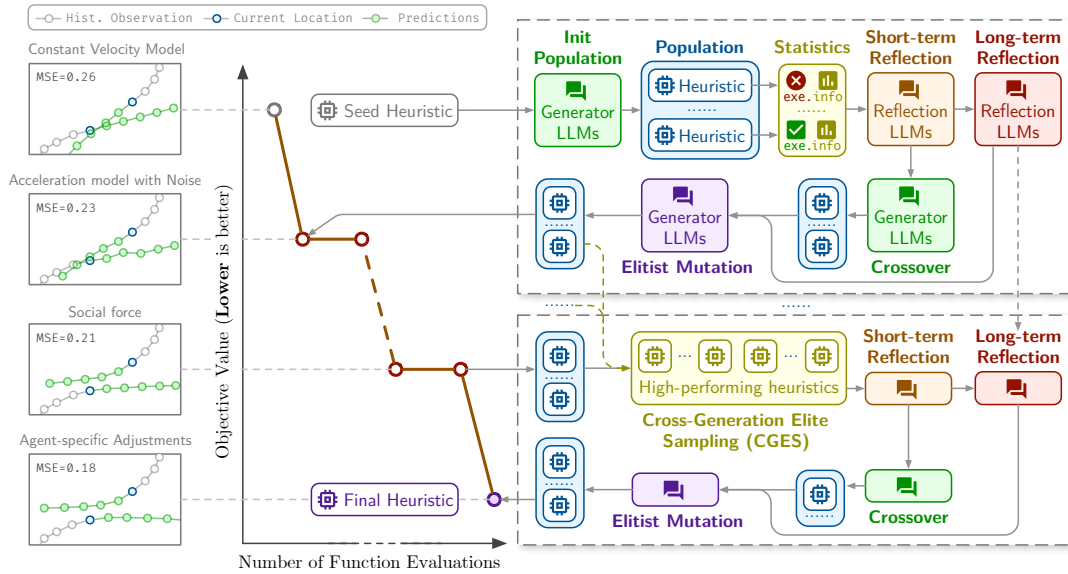 Hist. Observation
Current Location
Predictions
Constant Velocity Model
MSE=0.26
Acceleration model with Noise
MSE=0.23
Social force
MSE=0.21
Agent-specific Adjustments
MSE=0.18
Objective Value (Lower is better)
Number of Function Evaluations
Seed Heuristic
Final Heuristic
Init
Population
Generator
LLMs
Population
Heuristic
......
Heuristic
Statistics
exe.info
......
exe.info
Short-term
Reflection
Reflection
LLMs
Long-term
Reflection
Reflection
LLMs
......
Generator
LLMs
Elitist Mutation
......
Generator
LLMs
Crossover
......
......
......
...
...
High-performing heuristics
Cross-Generation Elite
Sampling (CGES)
Short-term
Reflection
Long-term
Reflection
......
Elitist Mutation
......
Crossover